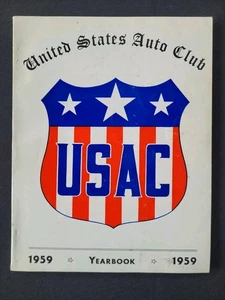 United States Auto Club
USAC
1959 ☆ YEARBOOK ☆ 1959